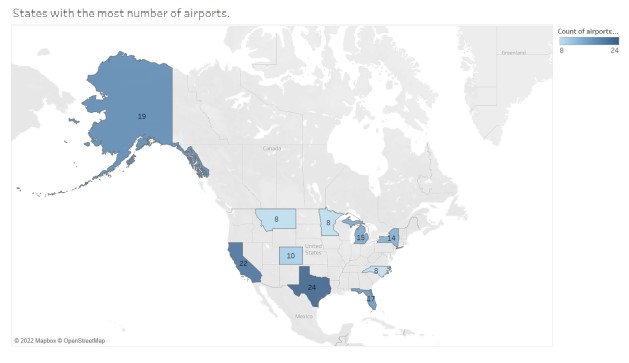 States with the most number of airports.
Count of airports...
8 24
Greenland
19
Canada
8
8
15
14
22
10
United
States
8
24
17
Mexico
© 2022 Mapbox © OpenStreetMap